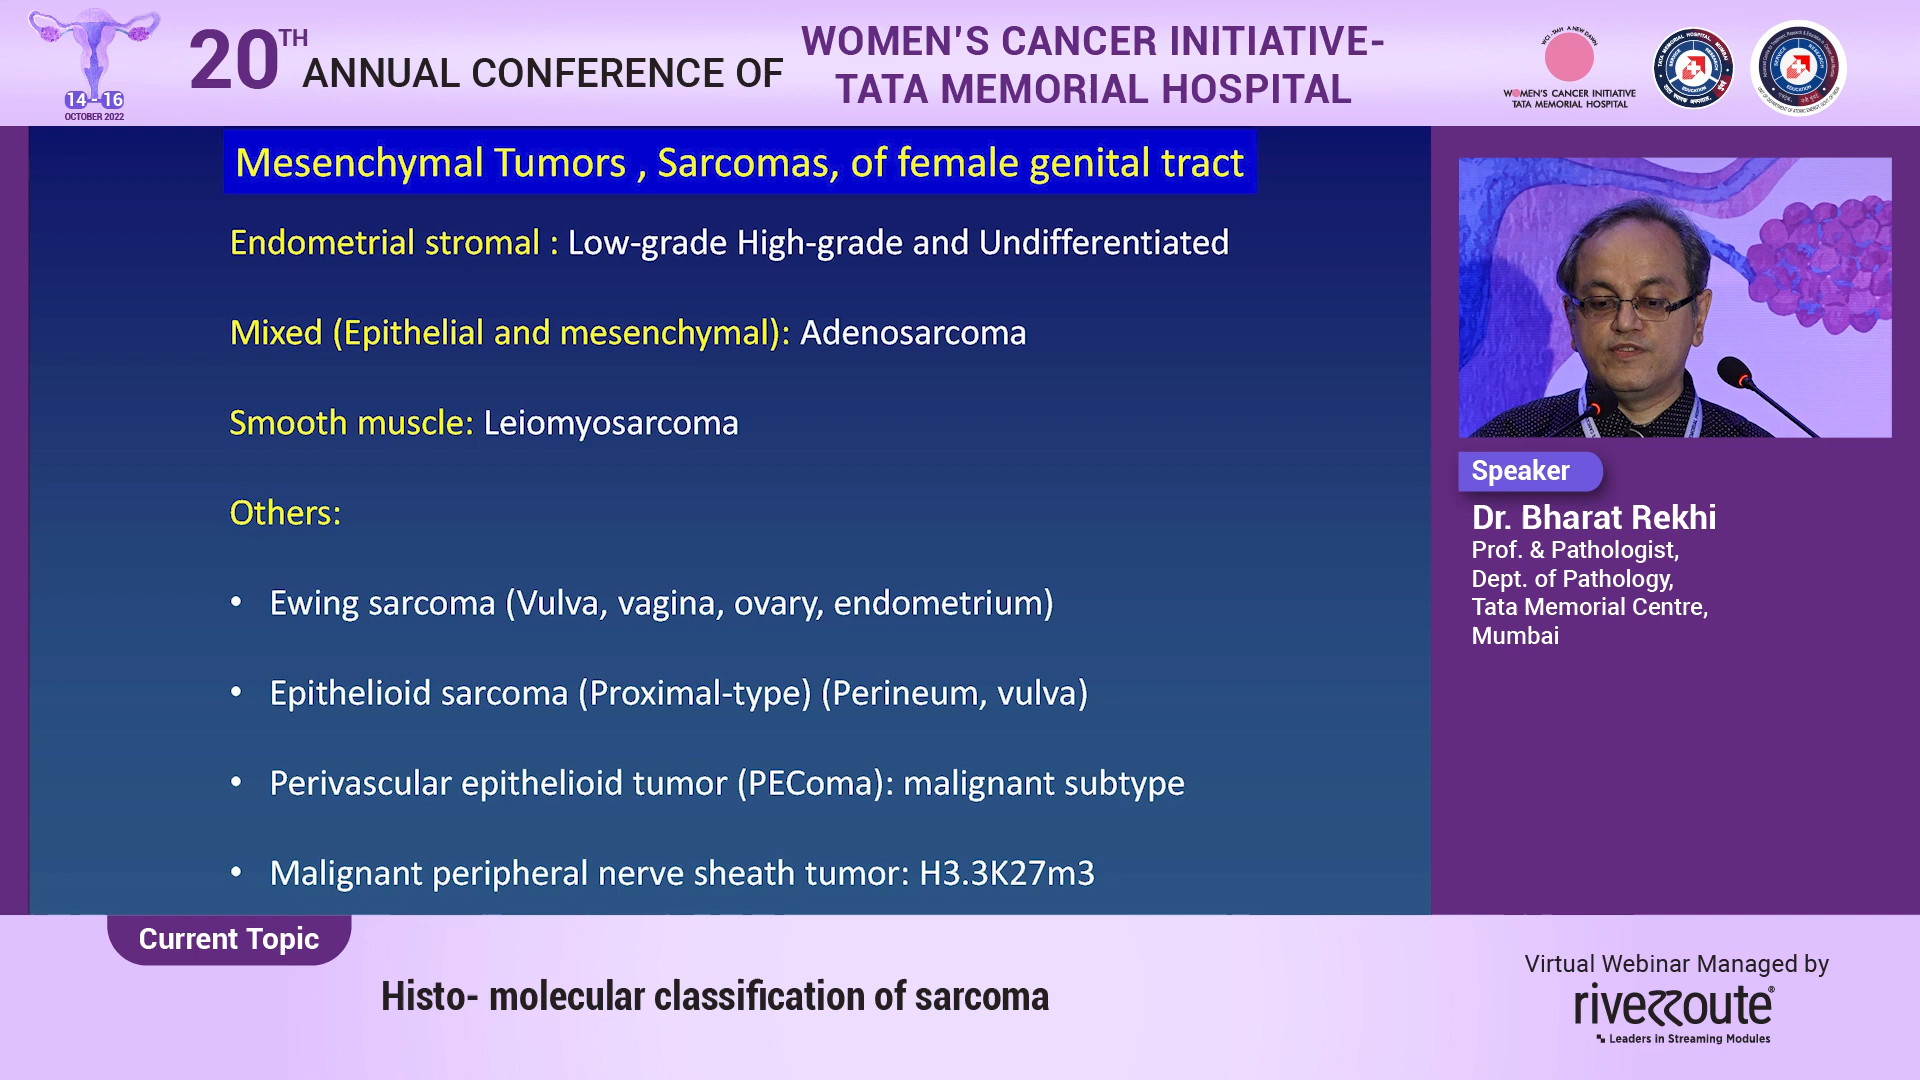 20TH ANNUAL CONFERENCE OF
WOMEN'S CANCER INITIATIVE-
TATA MEMORIAL HOSPITAL
14 - 16
OCTOBER 2022
WOMEN'S CANCER INITIATIVE
TATA MEMORIAL HOSPITAL
Mesenchymal Tumors , Sarcomas, of female genital tract
Endometrial stromal : Low-grade High-grade and Undifferentiated
Mixed (Epithelial and mesenchymal): Adenosarcoma
Smooth muscle: Leiomyosarcoma
Others:
• Ewing sarcoma (Vulva, vagina, ovary, endometrium)
• Epithelioid sarcoma (Proximal-type) (Perineum, vulva)
• Perivascular epithelioid tumor (PEComa): malignant subtype
• Malignant peripheral nerve sheath tumor: H3.3K27m3
Speaker
Dr. Bharat Rekhi
Prof. & Pathologist,
Dept. of Pathology,
Tata Memorial Centre,
Mumbai
Current Topic
Histo- molecular classification of sarcoma
Virtual Webinar Managed by
riverroute®
Leaders in Streaming Modules